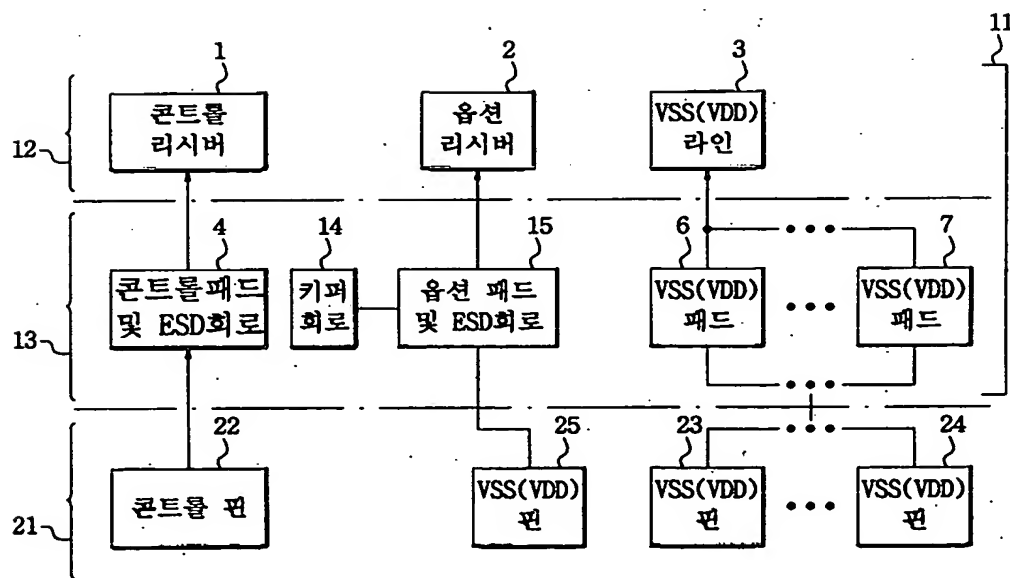 11
1
2
3
콘트롤
리시버
옵션
리시버
VSS(VDD)
라인
12
4
14
15
6
7
콘트롤패드
및 ESD회로
키퍼
회로
옵션 패드
및 ESD회로
VSS(VDD)
패드
VSS(VDD)
패드
13
22
25
23
24
콘트롤 핀
VSS(VDD)
핀
VSS(VDD)
핀
VSS(VDD)
핀
21